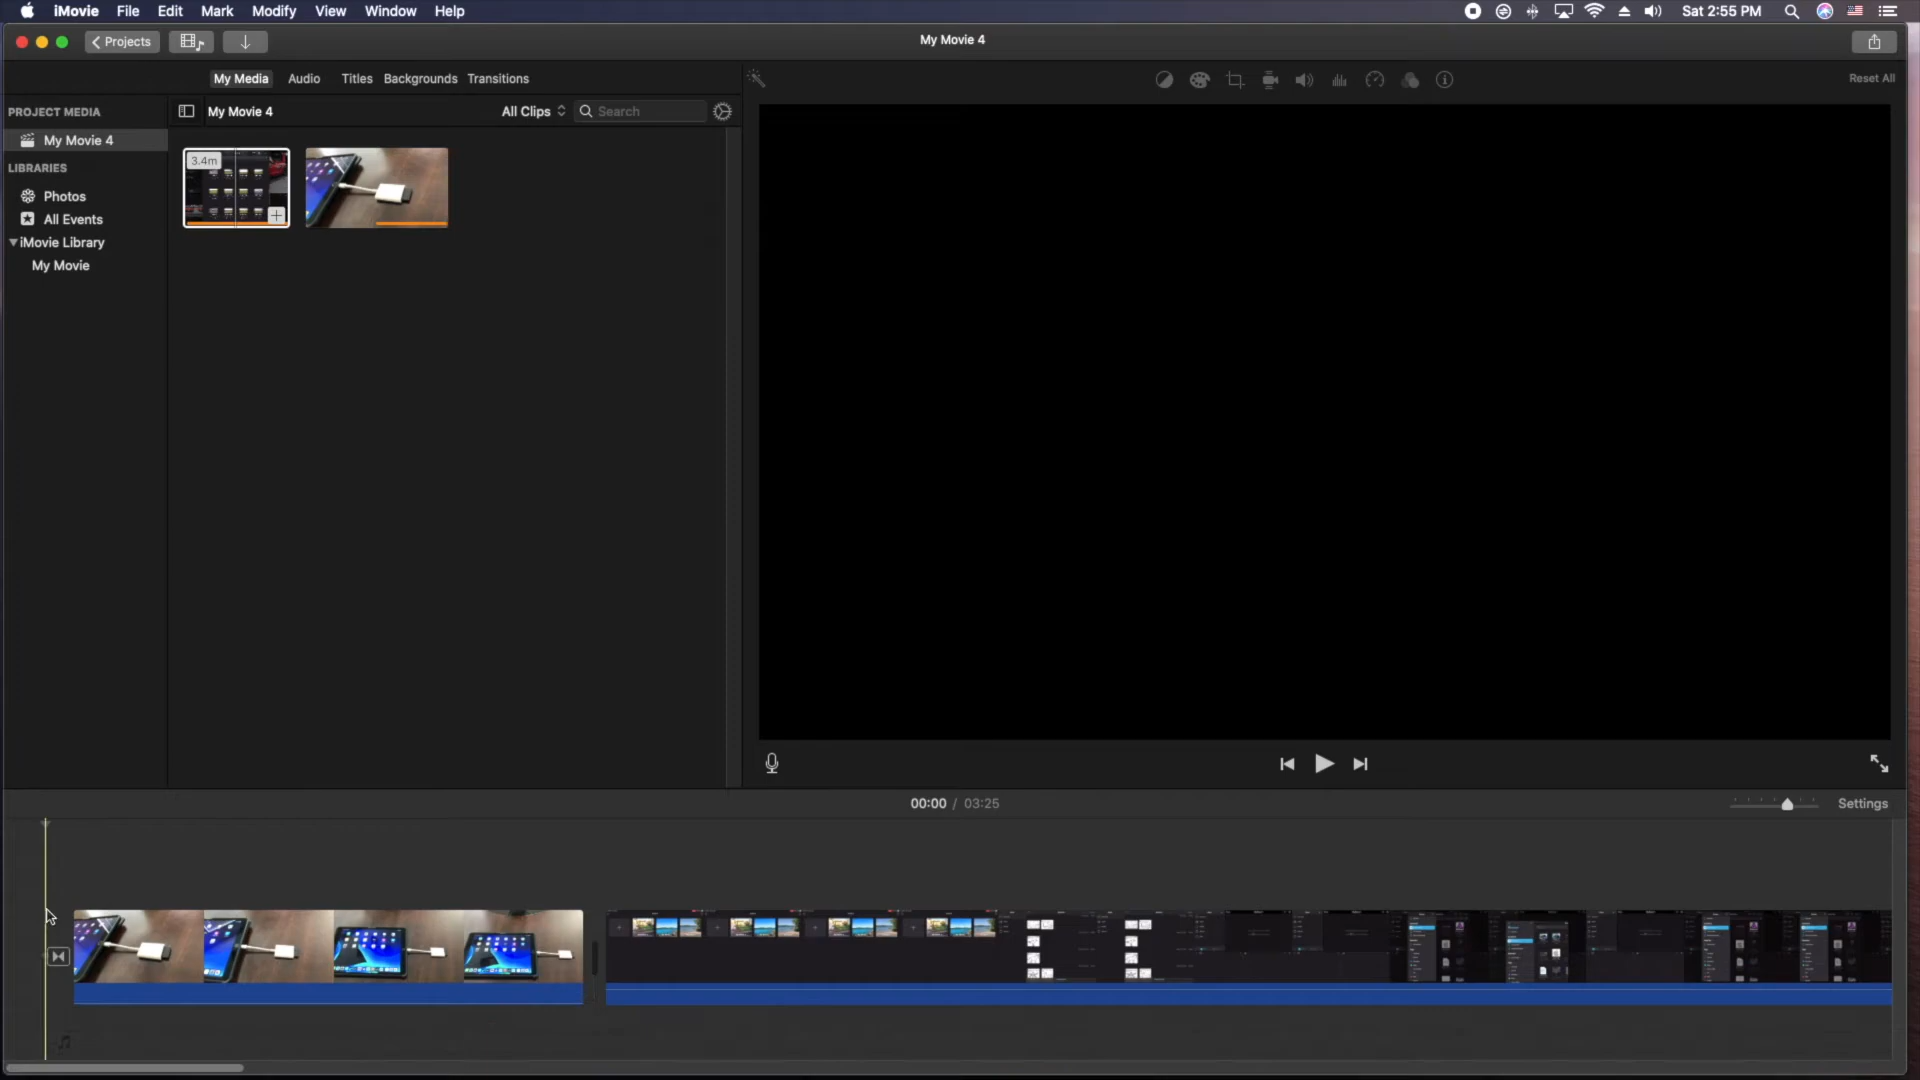 iMovie File Edit Mark Modify View Window Help
Sat 2:55 PM
Projects
My Movie 4
My Media Audio Titles Backgrounds Transitions
Reset All
PROJECT MEDIA
My Movie 4
All Clips
Search
My Movie 4
3.4m
LIBRARIES
Photos
All Events
iMovie Library
My Movie
00:00 / 03:25
Settings